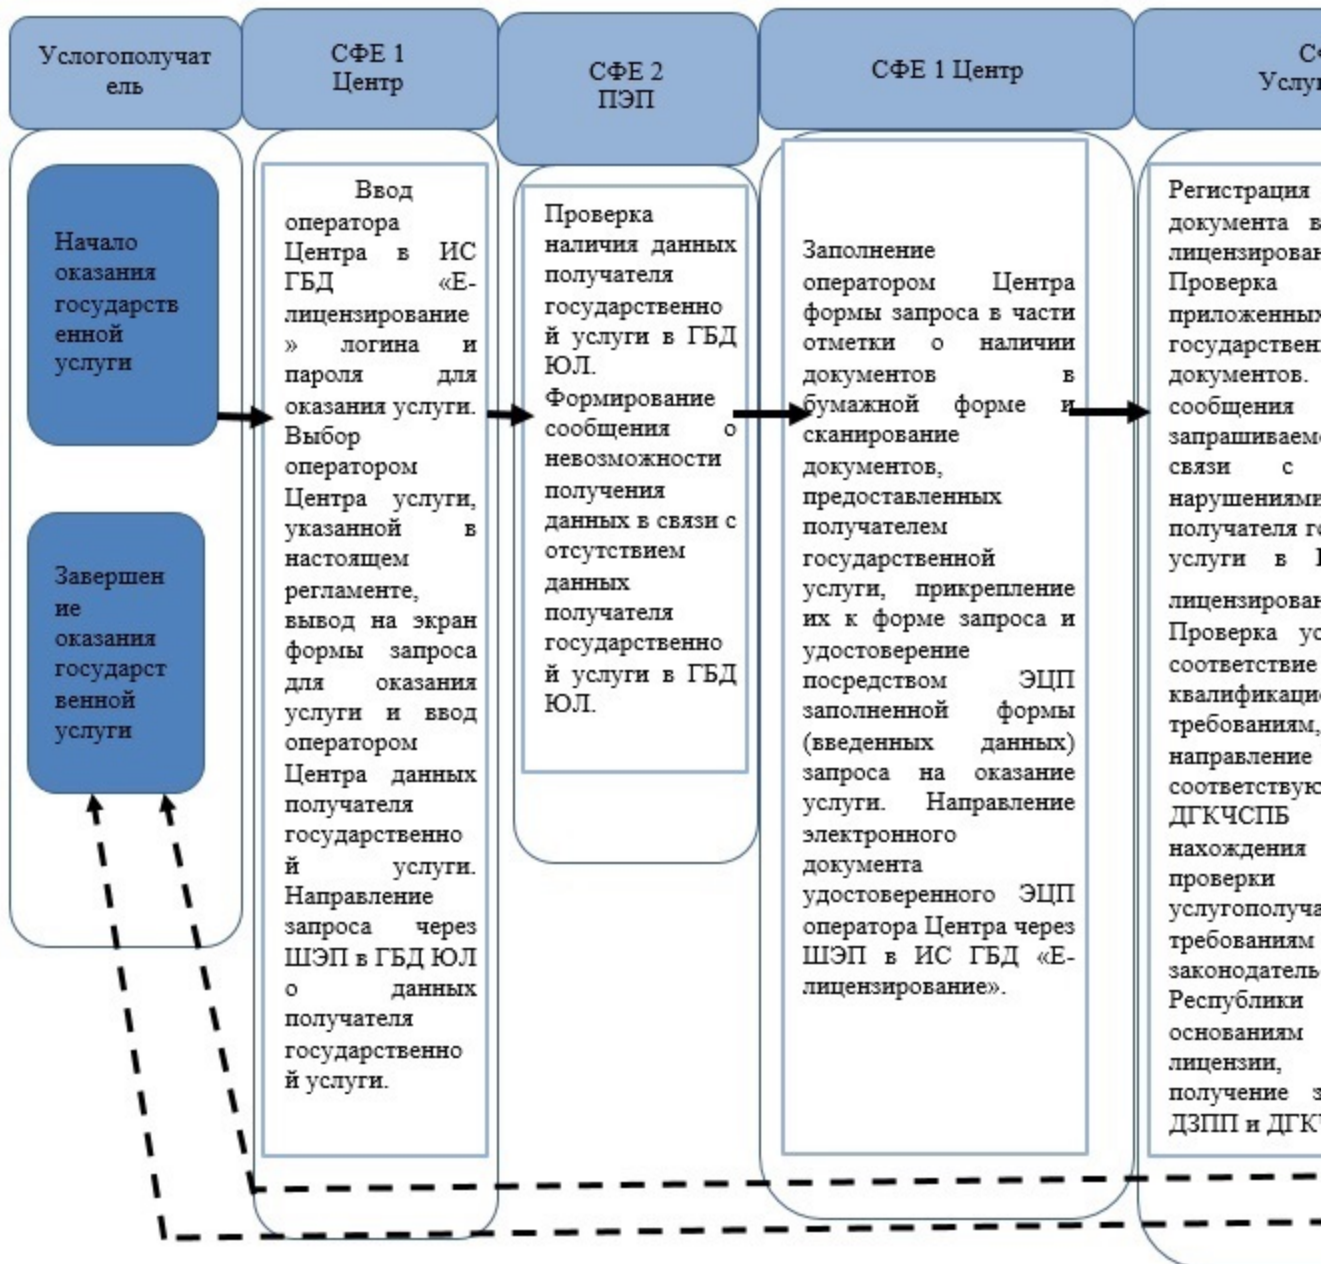 Услогополучат
ель
СФЕ 1
Центр
СФЕ 2
ПЭП
СФЕ 1 Центр
Начало
оказания
государств
енной
услуги
Завершен
ие
оказания
государст
венной
услуги
Ввод
оператора
Центра в ИС
ГБД «Е-
лицензирование
» логина и
пароля для
оказания услуги.
Выбор
оператором
Центра услуги,
указанной в
настоящем
регламенте,
вывод на экран
формы запроса
для оказания
услуги и ввод
оператором
Центра данных
получателя
государственно
й услуги.
Направление
запроса через
ШЭП в ГБД ЮЛ
о данных
получателя
государственно
й услуги.
Проверка
наличия данных
получателя
государственно
й услуги в ГБД
ЮЛ.
Формирование
сообщения о
невозможности
получения
данных в связи с
отсутствием
данных
получателя
государственно
й услуги в ГБД
ЮЛ.
Заполнение
оператором Центра
формы запроса в части
отметки о наличии
документов в
бумажной форме и
сканирование
документов,
предоставленных
получателем
государственной
услуги, прикрепление
их к форме запроса и
удостоверение
посредством ЭЦП
заполненной формы
(введенных данных)
запроса на оказание
услуги. Направление
электронного
документа
удостоверенного ЭЦП
оператора Центра через
ШЭП в ИС ГБД «Е-
лицензирование».
Регистрация
документа в
Проверка
документов.
сообщения
связи с
получателя
услуги в
Проверка
соответствие
требованиям,
направление
ДГКЧСПБ
нахождения
проверки
требованиям
Республики
основаниям
лицензии,
получение
ДЗПП и